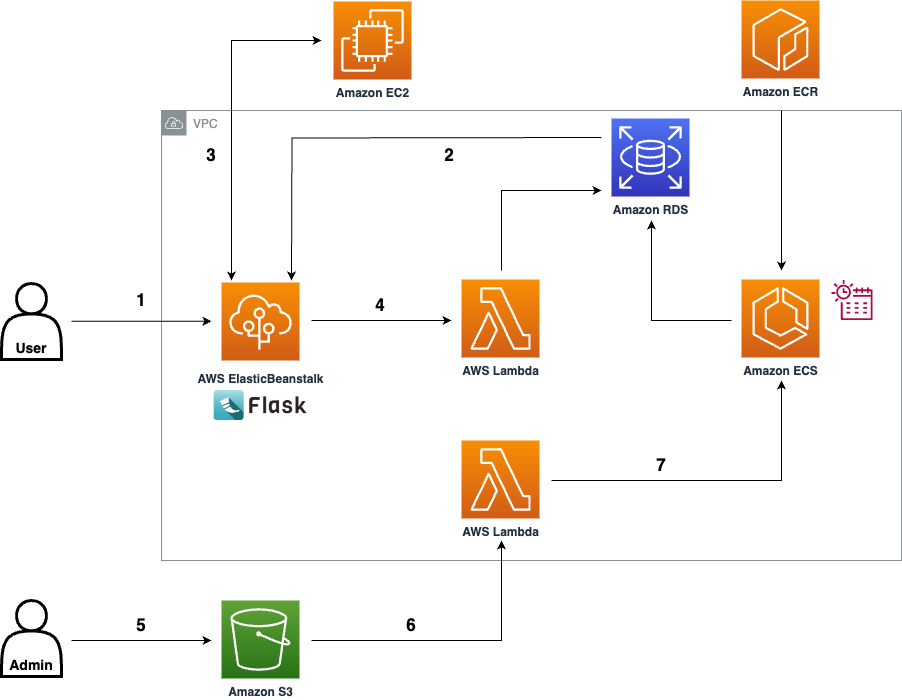 Amazon EC2
Amazon ECR
VPC
3
2
Amazon RDS
1
4
User
AWS ElasticBeanstalk
Flask
AWS Lambda
Amazon ECS
7
AWS Lambda
5
6
Admin
Amazon S3